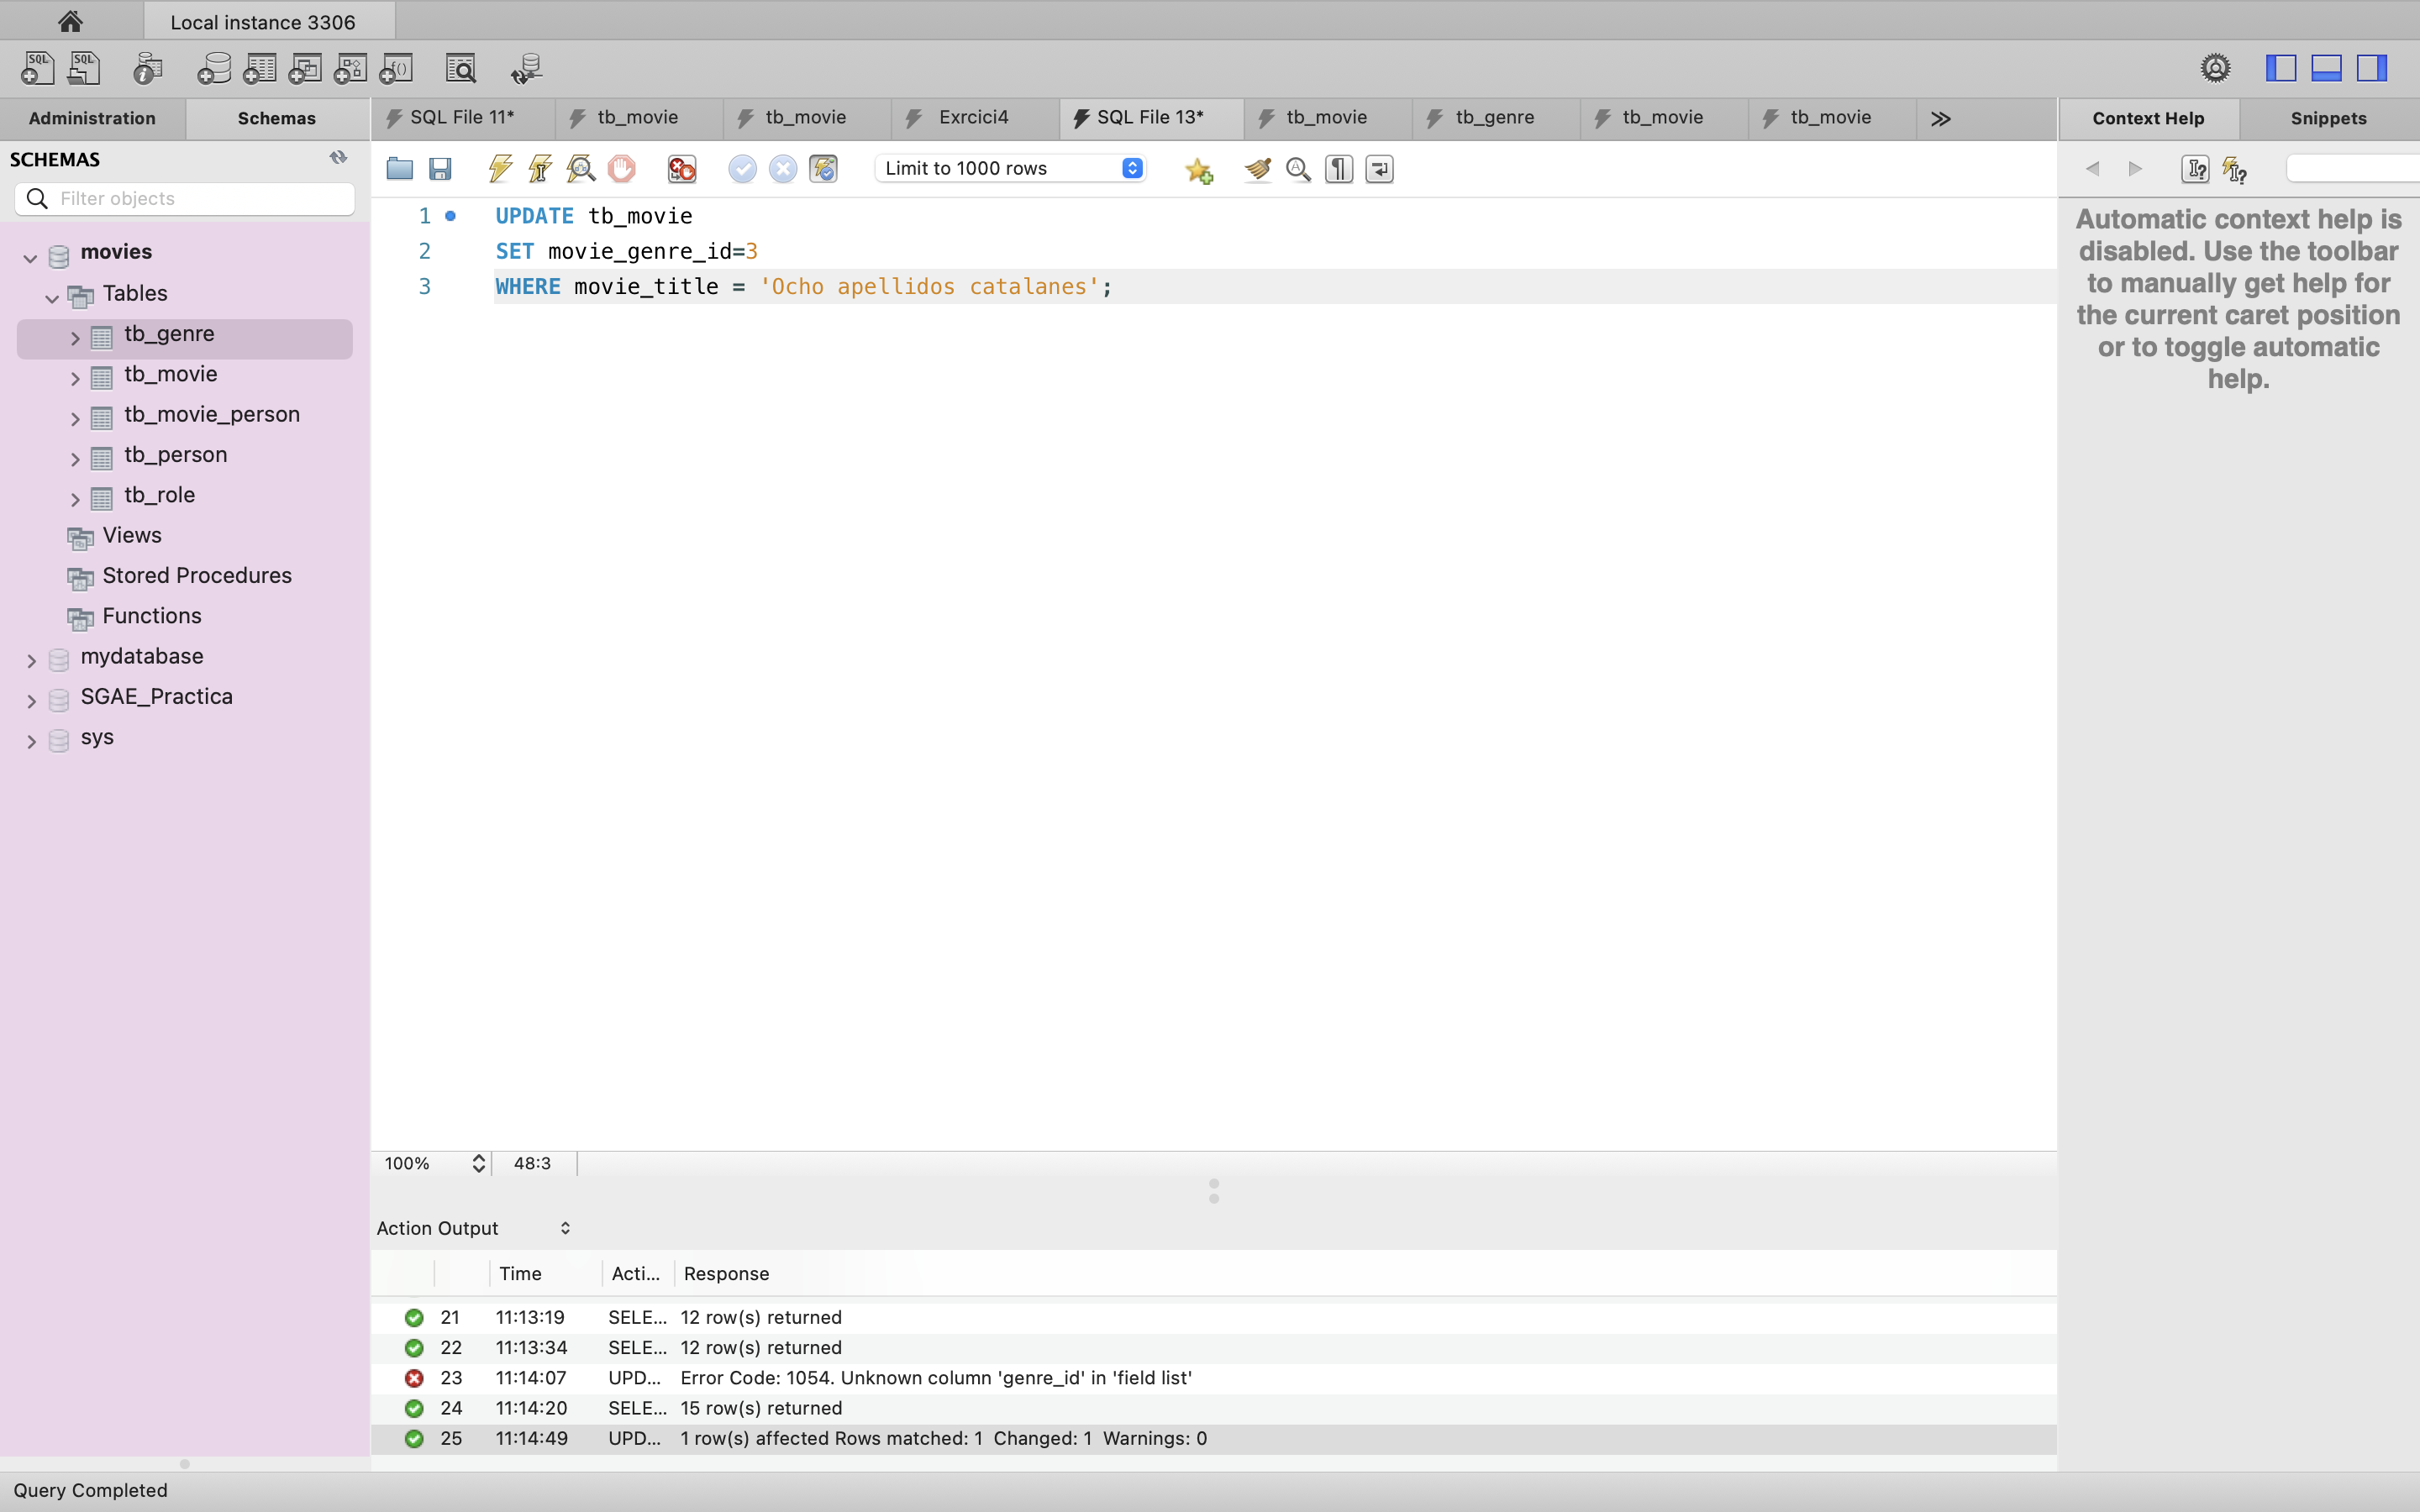 Local instance 3306
Administration
Schemas
SQL File 11*
tb_movie
tb_movie
Exrcici4
SQL File 13*
tb_movie
tb_genre
tb_movie
tb_movie
Context Help
Snippets
SCHEMAS
Filter objects
Limit to 1000 rows
movies
Tables
tb_genre
tb_movie
tb_movie_person
tb_person
tb_role
Views
Stored Procedures
Functions
mydatabase
SGAE_Practica
sys
1 UPDATE tb_movie
2 SET movie_genre_id=3
3 WHERE movie_title = 'Ocho apellidos catalanes';
Automatic context help is
disabled. Use the toolbar
to manually get help for
the current caret position
or to toggle automatic
help.
100% 48:3
Action Output
Time Acti... Response
21 11:13:19 SELE... 12 row(s) returned
22 11:13:34 SELE... 12 row(s) returned
23 11:14:07 UPD... Error Code: 1054. Unknown column 'genre_id' in 'field list'
24 11:14:20 SELE... 15 row(s) returned
25 11:14:49 UPD... 1 row(s) affected Rows matched: 1 Changed: 1 Warnings: 0
Query Completed